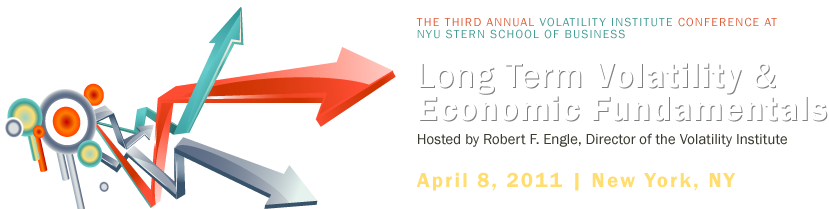 THE THIRD ANNUAL VOLATILITY INSTITUTE CONFERENCE AT
NYU STERN SCHOOL OF BUSINESS
Long Term Volatility &
Economic Fundamentals
Hosted by Robert F. Engle, Director of the Volatility Institute
April 8, 2011 | New York, NY